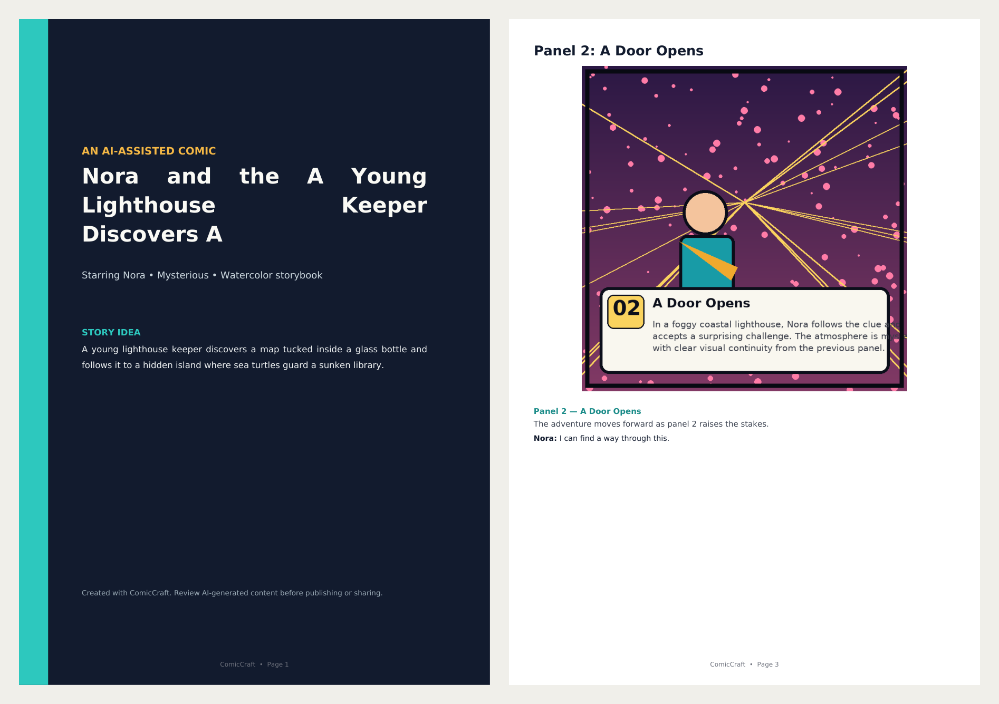 AN AI-ASSISTED COMIC
Nora and the A Young
Lighthouse Keeper
Discovers A
Starring Nora • Mysterious • Watercolor storybook
STORY IDEA
A young lighthouse keeper discovers a map tucked inside a glass bottle and
follows it to a hidden island where sea turtles guard a sunken library.
Created with ComicCraft. Review AI-generated content before publishing or sharing.
ComicCraft • Page 1
Panel 2: A Door Opens
02
A Door Opens
In a foggy coastal lighthouse, Nora follows the clue and
accepts a surprising challenge. The atmosphere is
with clear visual continuity from the previous panel.
Panel 2 — A Door Opens
The adventure moves forward as panel 2 raises the stakes.
Nora: I can find a way through this.
ComicCraft • Page 3